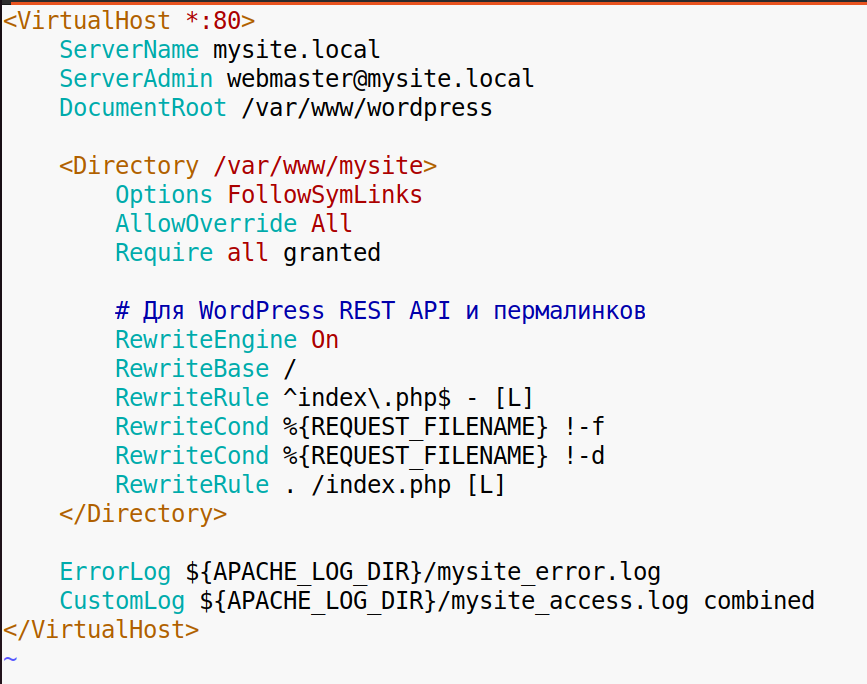 <VirtualHost *:80>
    ServerName mysite.local
    ServerAdmin webmaster@mysite.local
    DocumentRoot /var/www/wordpress

    <Directory /var/www/mysite>
        Options FollowSymLinks
        AllowOverride All
        Require all granted

        # Для WordPress REST API и пермалинков
        RewriteEngine On
        RewriteBase /
        RewriteRule ^index\.php$ - [L]
        RewriteCond %{REQUEST_FILENAME} !-f
        RewriteCond %{REQUEST_FILENAME} !-d
        RewriteRule . /index.php [L]
    </Directory>

    ErrorLog ${APACHE_LOG_DIR}/mysite_error.log
    CustomLog ${APACHE_LOG_DIR}/mysite_access.log combined
</VirtualHost>
~